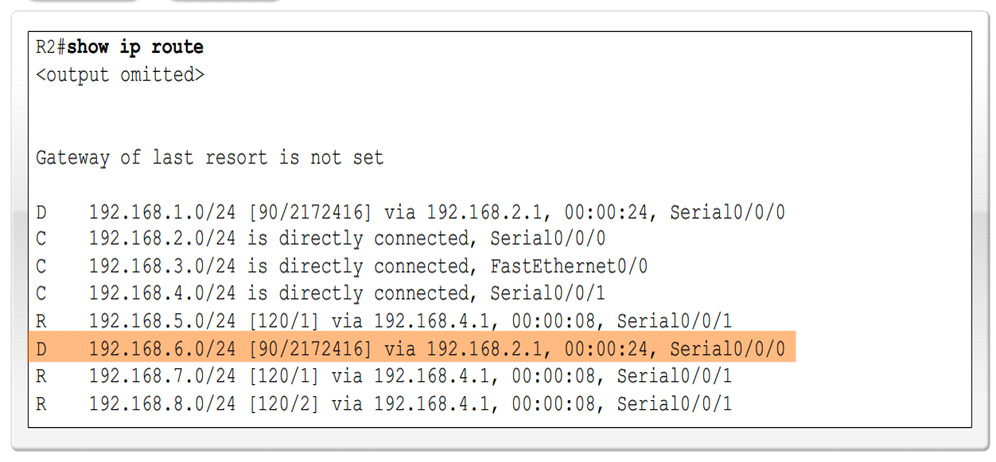 R2#show ip route
<output omitted>
Gateway of last resort is not set
D 192.168.1.0/24 [90/2172416] via 192.168.2.1, 00:00:24, Serial0/0/0
C 192.168.2.0/24 is directly connected, Serial0/0/0
C 192.168.3.0/24 is directly connected, FastEthernet0/0
C 192.168.4.0/24 is directly connected, Serial0/0/1
R 192.168.5.0/24 [120/1] via 192.168.4.1, 00:00:08, Serial0/0/1
D 192.168.6.0/24 [90/2172416] via 192.168.2.1, 00:00:24, Serial0/0/0
R 192.168.7.0/24 [120/1] via 192.168.4.1, 00:00:08, Serial0/0/1
R 192.168.8.0/24 [120/2] via 192.168.4.1, 00:00:08, Serial0/0/1